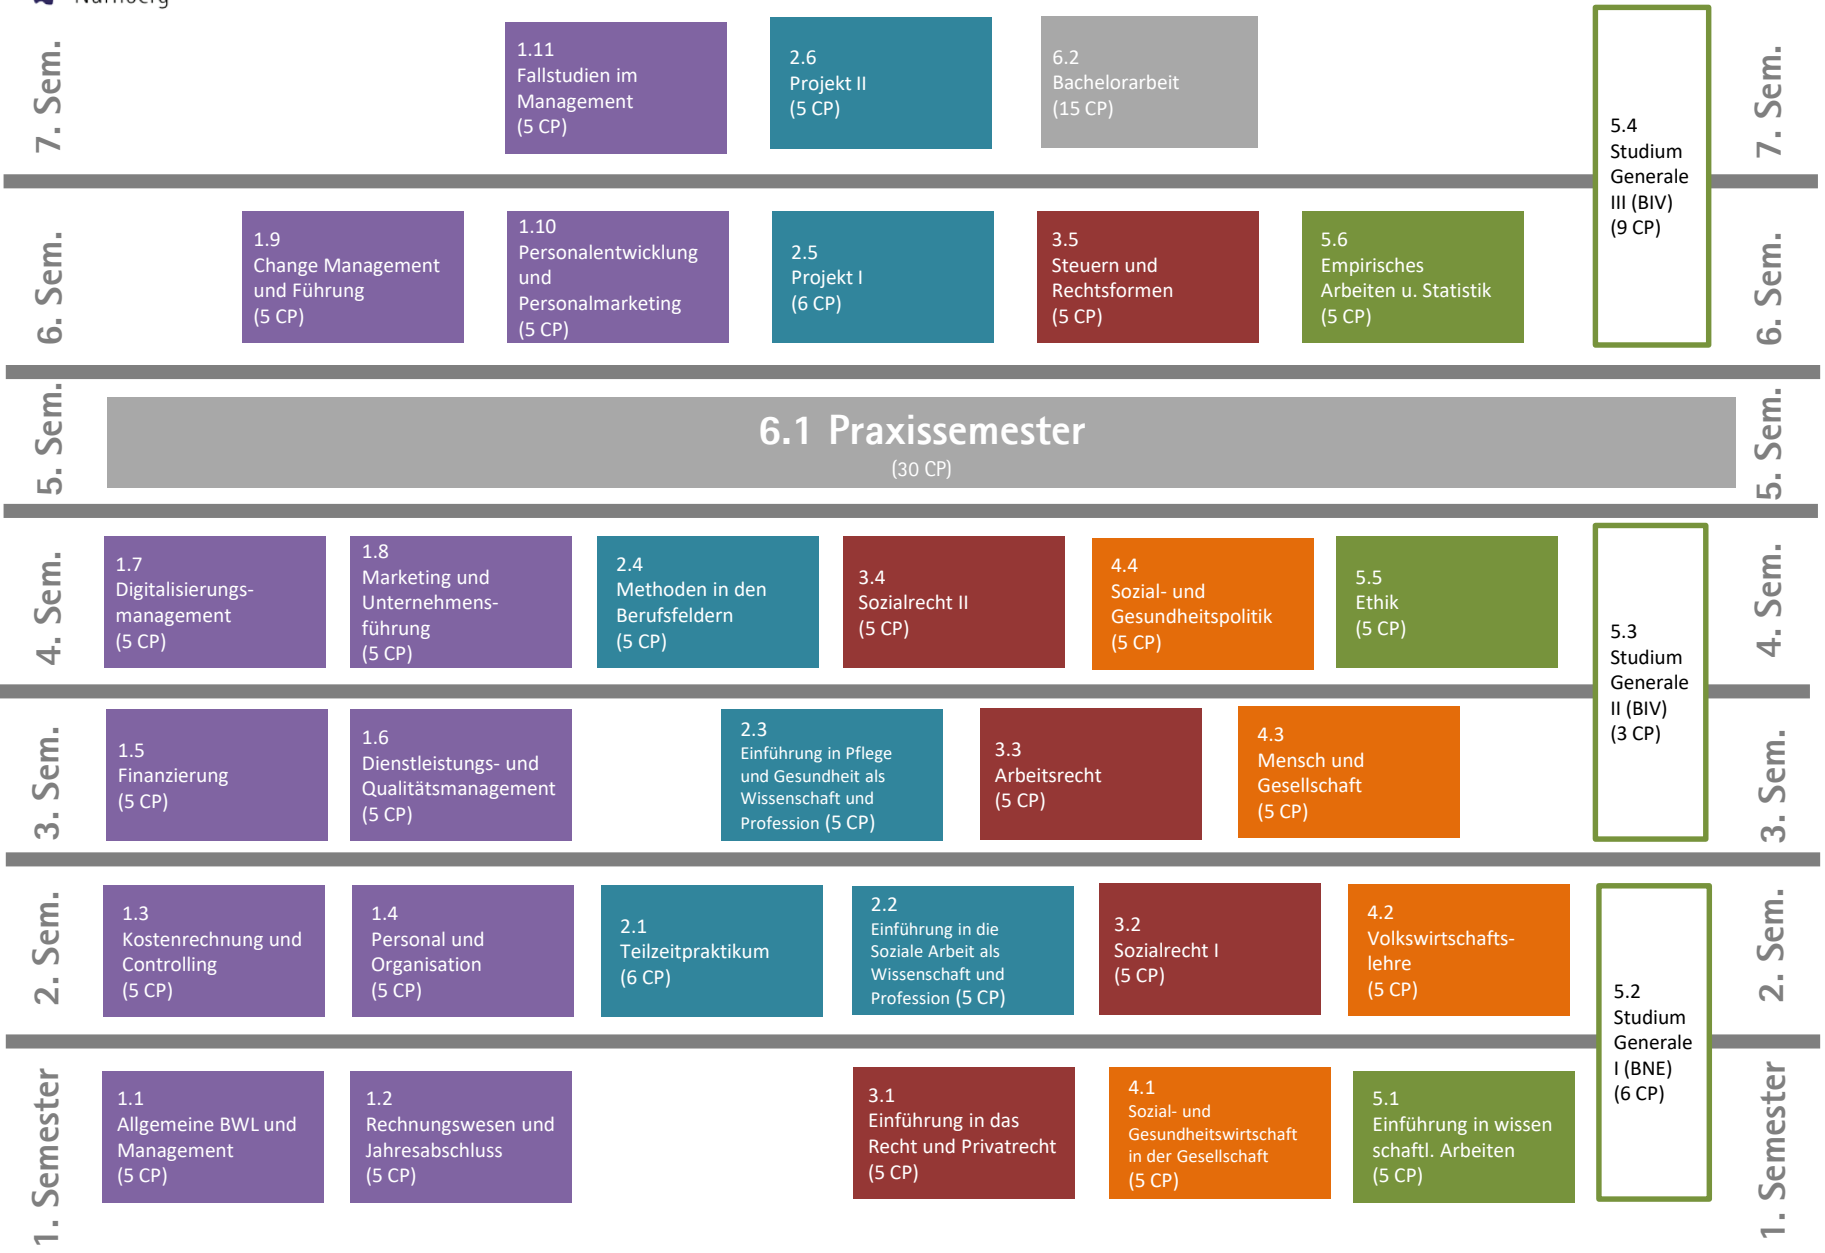 Nürnberg
7. Sem.
1.11
Fallstudien im
Management
(5 CP)
2.6
Projekt II
(5 CP)
6.2
Bachelorarbeit
(15 CP)
5.4
Studium
Generale
III (BIV)
(9 CP)
7. Sem.
6. Sem.
1.9
Change Management
und Führung
(5 CP)
1.10
Personalentwicklung
und
Personalmarketing
(5 CP)
2.5
Projekt I
(6 CP)
3.5
Steuern und
Rechtsformen
(5 CP)
5.6
Empirisches
Arbeiten u. Statistik
(5 CP)
6. Sem.
5. Sem.
6.1 Praxissemester
(30 CP)
5. Sem.
4. Sem.
1.7
Digitalisierungs-
management
(5 CP)
1.8
Marketing und
Unternehmens-
führung
(5 CP)
2.4
Methoden in den
Berufsfeldern
(5 CP)
3.4
Sozialrecht II
(5 CP)
4.4
Sozial- und
Gesundheitspolitik
(5 CP)
5.5
Ethik
(5 CP)
5.3
Studium
Generale
II (BIV)
(3 CP)
4. Sem.
3. Sem.
1.5
Finanzierung
(5 CP)
1.6
Dienstleistungs- und
Qualitätsmanagement
(5 CP)
2.3
Einführung in Pflege
und Gesundheit als
Wissenschaft und
Profession (5 CP)
3.3
Arbeitsrecht
(5 CP)
4.3
Mensch und
Gesellschaft
(5 CP)
3. Sem.
2. Sem.
1.3
Kostenrechnung und
Controlling
(5 CP)
1.4
Personal und
Organisation
(5 CP)
2.1
Teilzeitpraktikum
(6 CP)
2.2
Einführung in die
Soziale Arbeit als
Wissenschaft und
Profession (5 CP)
3.2
Sozialrecht I
(5 CP)
4.2
Volkswirtschafts-
lehre
(5 CP)
5.2
Studium
Generale
I (BNE)
(6 CP)
2. Sem.
1. Semester
1.1
Allgemeine BWL und
Management
(5 CP)
1.2
Rechnungswesen und
Jahresabschluss
(5 CP)
3.1
Einführung in das
Recht und Privatrecht
(5 CP)
4.1
Sozial- und
Gesundheitswirtschaft
in der Gesellschaft
(5 CP)
5.1
Einführung in wissen
schaftl. Arbeiten
(5 CP)
1. Semester